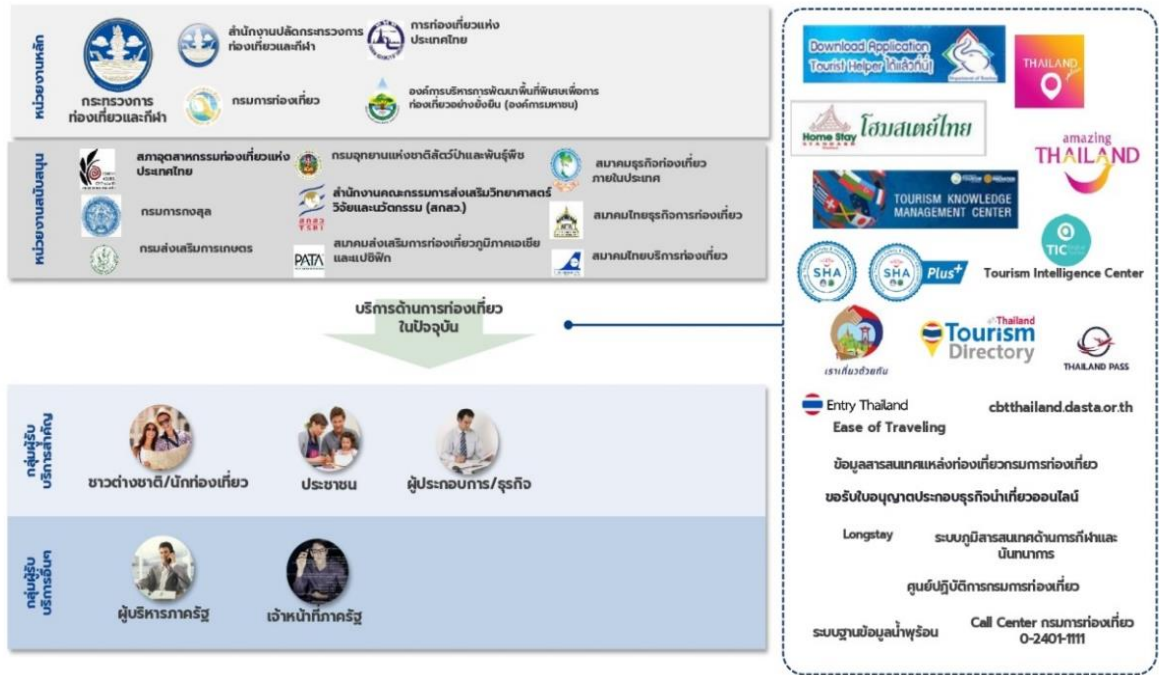 หน่วยงานหลัก
กระทรวงการ
ท่องเที่ยวและกีฬา
สำนักงานปลัดกระทรวงการ
ท่องเที่ยวและกีฬา
การท่องเที่ยวแห่ง
ประเทศไทย
กรมการท่องเที่ยว
องค์การบริหารการพัฒนาพื้นที่พิเศษเพื่อการ
ท่องเที่ยวอย่างยั่งยืน (องค์การมหาชน)
หน่วยงานสนับสนุน
สภาอุตสาหกรรมท่องเที่ยวแห่ง
ประเทศไทย
กรมอุทยานแห่งชาติสัตว์ป่าและพันธุ์พืช
สมาคมธุรกิจท่องเที่ยว
ภายในประเทศ
กรมการกงสุล
สกสว
TSRI
สำนักงานคณะกรรมการส่งเสริมวิทยาศาสตร์
วิจัยและนวัตกรรม (สกสว.)
สมาคมไทยธุรกิจการท่องเที่ยว
กรมส่งเสริมการเกษตร
PATA
สมาคมส่งเสริมการท่องเที่ยวภูมิภาคเอเชีย
และแปซิฟิก
สมาคมไทยบริการท่องเที่ยว
บริการด้านการท่องเที่ยว
ในปัจจุบัน
กลุ่มผู้รับ
บริการสำคัญ
ชาวต่างชาติ/นักท่องเที่ยว
ประชาชน
ผู้ประกอบการ/ธุรกิจ
กลุ่มผู้รับ
บริการอื่นๆ
ผู้บริหารภาครัฐ
เจ้าหน้าที่ภาครัฐ
Download Application
Tourist Helper ได้แล้วที่นี่
Department of Tourism
THAILAND
Home Stay
STANDARD
โฮมสเตย์ไทย
amazing
THAILAND
TOURISM KNOWLEDGE
MANAGEMENT CENTER
TIC
SHA
SHA
Plus+
Tourism Intelligence Center
เราเที่ยวด้วยกัน
Thailand
Tourism
Directory
THAILAND PASS
Entry Thailand
Ease of Traveling
cbtthailand.dasta.or.th
ข้อมูลสารสนเทศแหล่งท่องเที่ยวกรมการท่องเที่ยว
ขอรับใบอนุญาตประกอบธุรกิจนำเที่ยวออนไลน์
Longstay
ระบบภูมิสารสนเทศด้านการกีฬาและ
นันทนาการ
ศูนย์ปฏิบัติการกรมการท่องเที่ยว
ระบบฐานข้อมูลน้ำพุร้อน
Call Center กรมการท่องเที่ยว
0-2401-1111